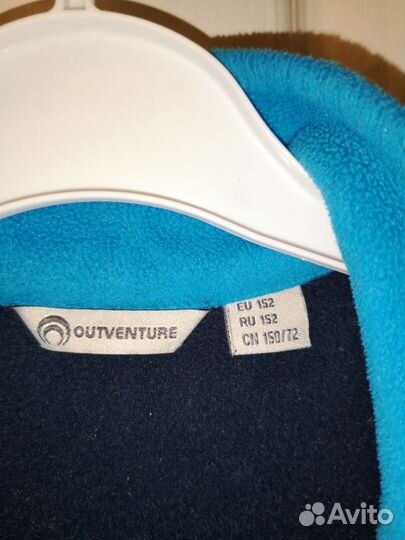 OUTVENTURE
EU 152
RU 152
CN 150/72
Avito